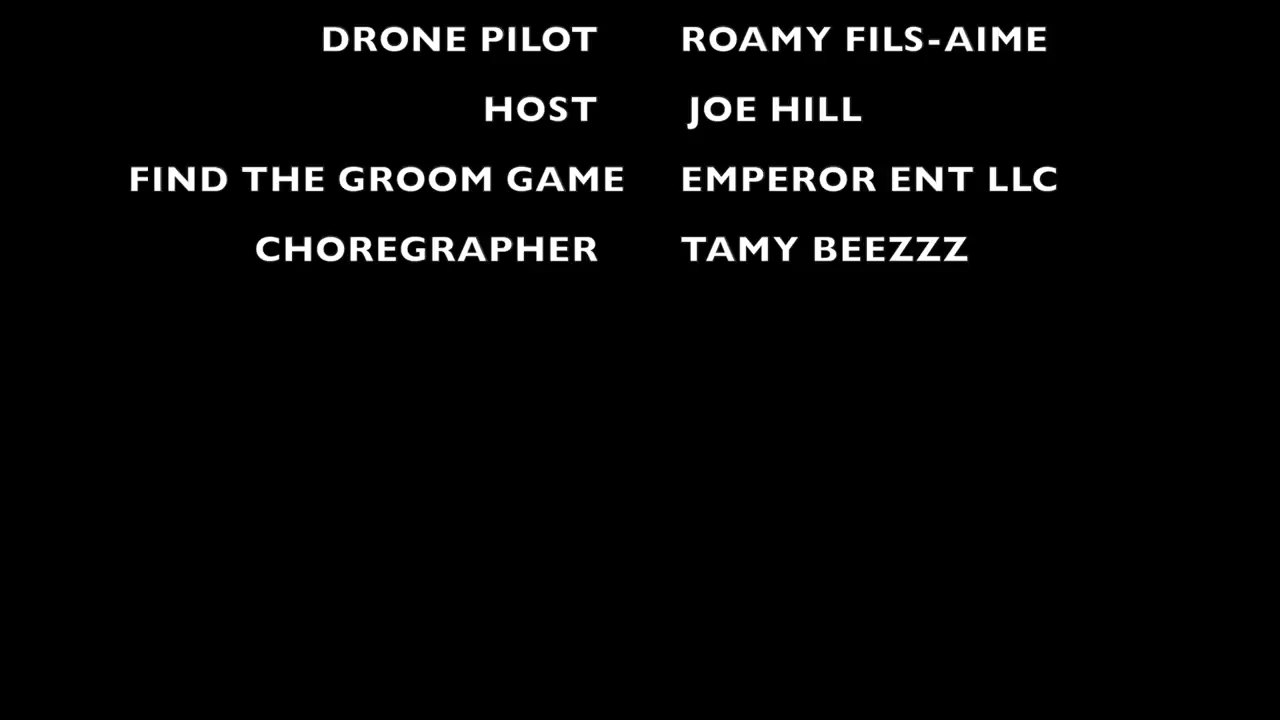 DRONE PILOT ROAMY FILS-AIME
HOST JOE HILL
FIND THE GROOM GAME EMPEROR ENT LLC
CHOREGRAPHER TAMY BEEZZZ